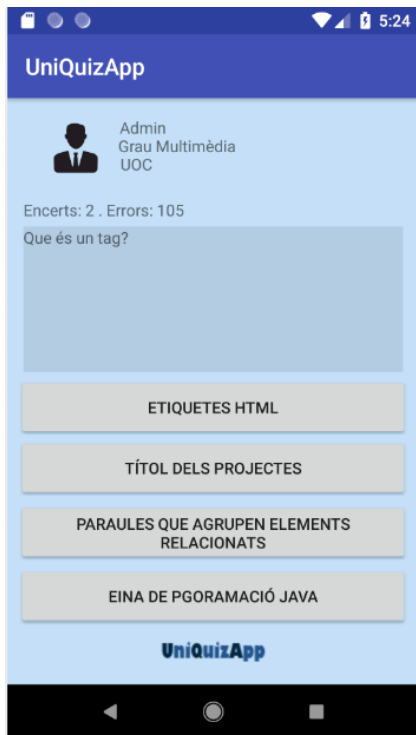 5:24
UniQuizApp
Admin
Grau Multimèdia
UOC
Encerts: 2 . Errors: 105
Que és un tag?
ETIQUETES HTML
TÍTOL DELS PROJECTES
PARAULES QUE AGRUPEN ELEMENTS
RELACIONATS
EINA DE PGORAMACIÓ JAVA
UniQuizApp